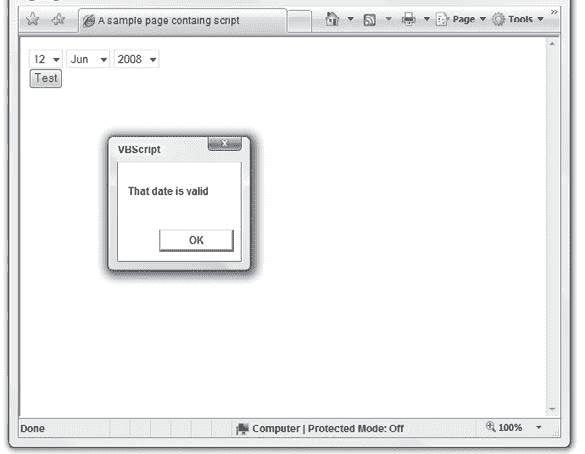 A sample page containg script
Page
Tools
12 Jun 2008
Test
VBScript
That date is valid
OK
Done
Computer | Protected Mode: Off
100%